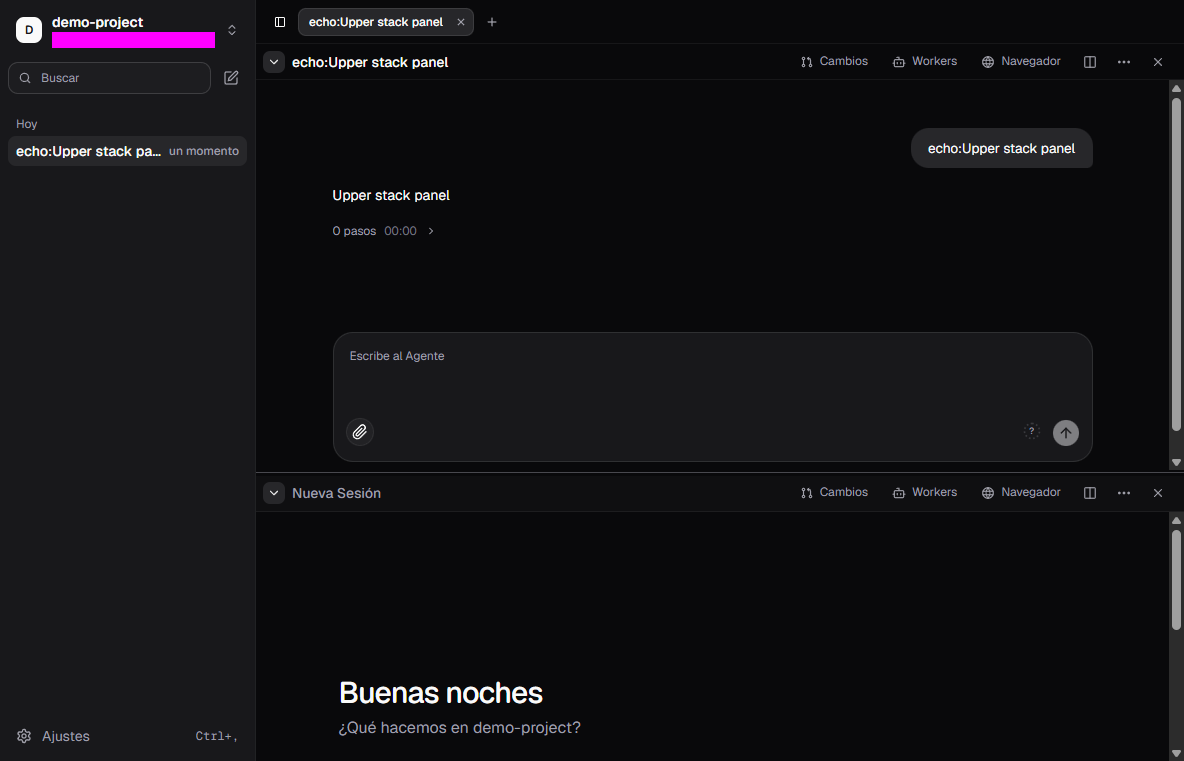 D
demo-project
Buscar
Hoy
echo:Upper stack pa... un momento
Ajustes Ctrl+,
echo:Upper stack panel
echo:Upper stack panel Cambios Workers Navegador
echo:Upper stack panel
Upper stack panel
0 pasos 00:00
Escribe al Agente
?
Nueva Sesión Cambios Workers Navegador
Buenas noches
¿Qué hacemos en demo-project?